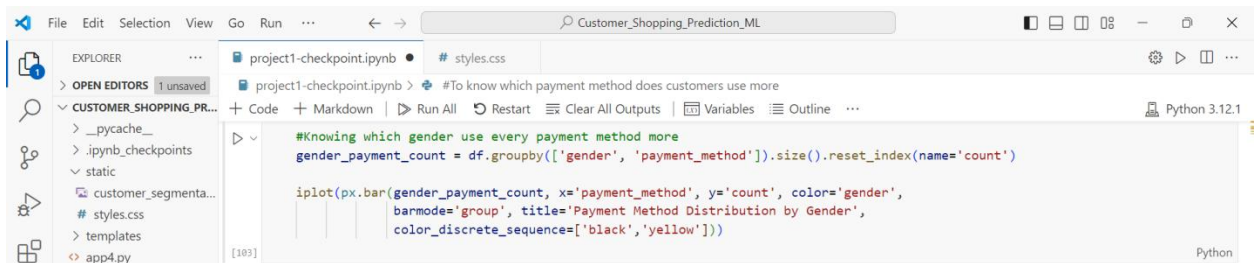 File Edit Selection View Go Run ... Customer_Shopping_Prediction_ML
EXPLORER ...
project1-checkpoint.ipynb # styles.css
1
OPEN EDITORS 1 unsaved
project1-checkpoint.ipynb > #To know which payment method does customers use more
CUSTOMER_SHOPPING_PR...
+ Code + Markdown | Run All Restart Clear All Outputs | Variables Outline ... Python 3.12.1
> __pycache__
> .ipynb_checkpoints
static
customer_segmenta...
# styles.css
> templates
<> app4.py
#Knowing which gender use every payment method more
gender_payment_count = df.groupby(['gender', 'payment_method']).size().reset_index(name='count')
iplot(px.bar(gender_payment_count, x='payment_method', y='count', color='gender',
barmode='group', title='Payment Method Distribution by Gender',
color_discrete_sequence=['black','yellow']))
[103] Python